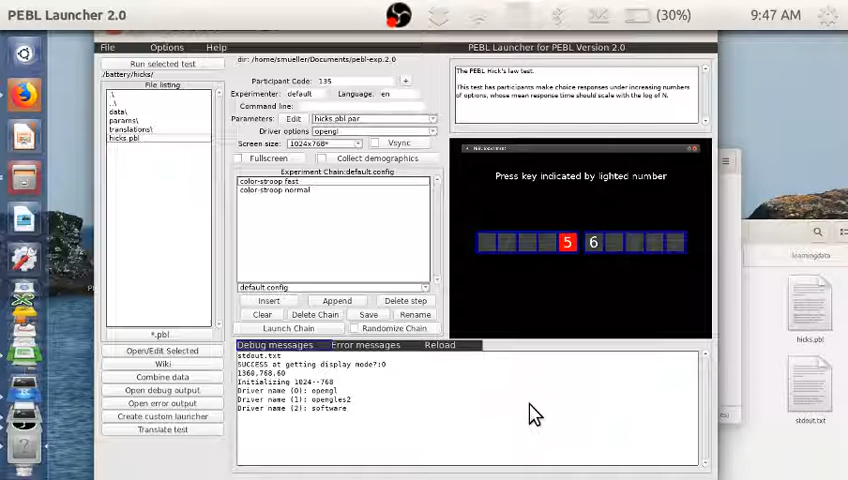 PEBL Launcher 2.0
(30%)
9:47 AM
File Options Help
PEBL Launcher for PEBL Version 2.0
Run selected test
/battery/hicks/
File listing
.\
..\
data\
params\
translations\
hicks.pbl
*.pbl
Open/Edit Selected
Wiki
Combine data
Open debug output
Open error output
Create custom launcher
Translate test
dir: /home/smueller/Documents/pebl-exp.2.0
Participant Code: 135 +
Experimenter: default Language: en
Command line:
Parameters: Edit hicks.pbl.par
Driver options opengl
Screen size: 1024x768* Vsync
Fullscreen Collect demographics
Experiment Chain:default.config
color-stroop fast
color-stroop normal
default.config
Insert Append Delete step
Clear Delete Chain Save Rename
Launch Chain Randomize Chain
The PEBL Hick's law test.
This test has participants make choice responses under increasing numbers
of options, whose mean response time should scale with the log of N.
Press key indicated by lighted number
5 6
Debug messages Error messages Reload
stdout.txt
SUCCESS at getting display mode?:0
1360,768,60
Initializing 1024--768
Driver name (0): opengl
Driver name (1): opengles2
Driver name (2): software
learningdata
hicks.pbl
stdout.txt